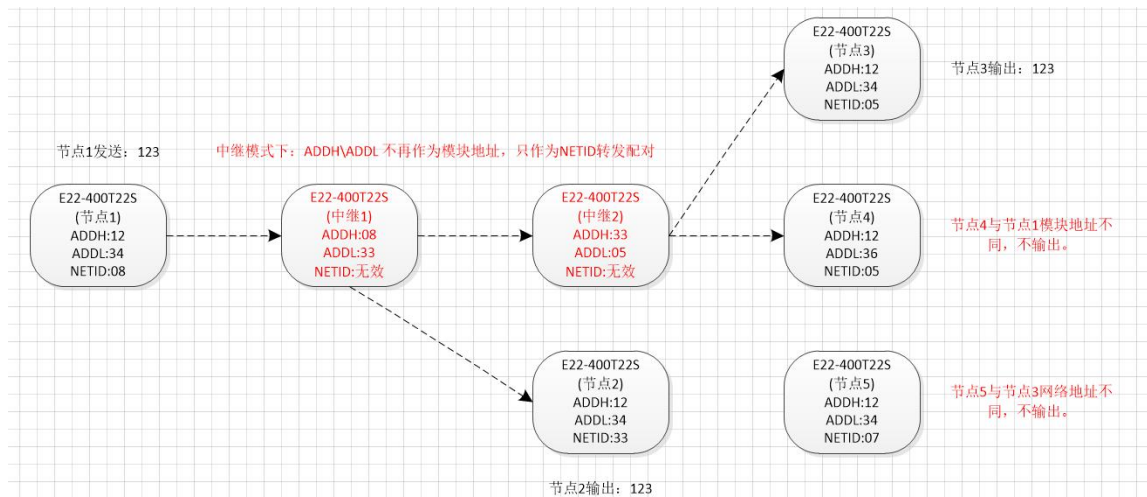 E22-400T22S
(节点3)
ADDH:12
ADDL:34
NETID:05
节点3输出：123
节点1发送：123
中继模式下：ADDH\ADDL 不再作为模块地址，只作为NETID转发配对
E22-400T22S
(节点1)
ADDH:12
ADDL:34
NETID:08
E22-400T22S
(中继1)
ADDH:08
ADDL:33
NETID:无效
E22-400T22S
(中继2)
ADDH:33
ADDL:05
NETID:无效
E22-400T22S
(节点4)
ADDH:12
ADDL:36
NETID:05
节点4与节点1模块地址不
同，不输出。
E22-400T22S
(节点2)
ADDH:12
ADDL:34
NETID:33
E22-400T22S
(节点5)
ADDH:12
ADDL:34
NETID:07
节点5与节点3网络地址不
同，不输出。
节点2输出：123